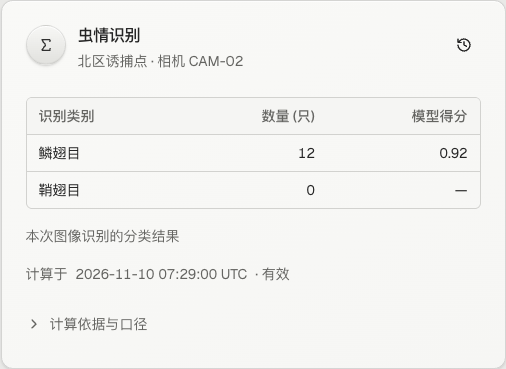 Σ
虫情识别
北区诱捕点 · 相机 CAM-02
识别类别 数量 (只) 模型得分
鳞翅目 12 0.92
鞘翅目 0 —
本次图像识别的分类结果
计算于 2026-11-10 07:29:00 UTC · 有效
计算依据与口径